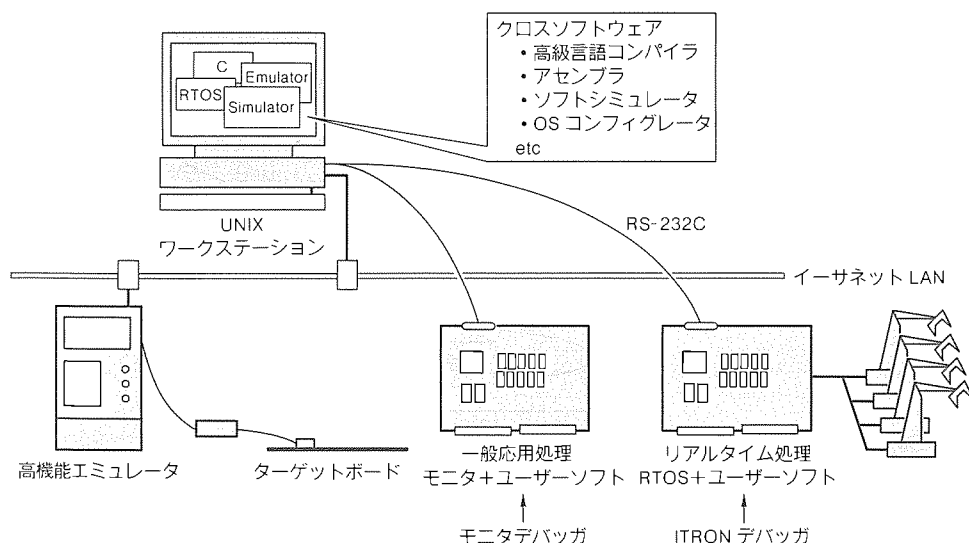 クロスソフトウェア
・高級言語コンパイラ
・アセンブラ
・ソフトシミュレータ
・OS コンフィグレータ
etc
C
Emulator
RTOS
Simulator
UNIX
ワークステーション
RS-232C
イーサネット LAN
高機能エミュレータ
ターゲットボード
一般応用処理
モニタ＋ユーザーソフト
モニタデバッガ
リアルタイム処理
RTOS＋ユーザーソフト
ITRON デバッガ